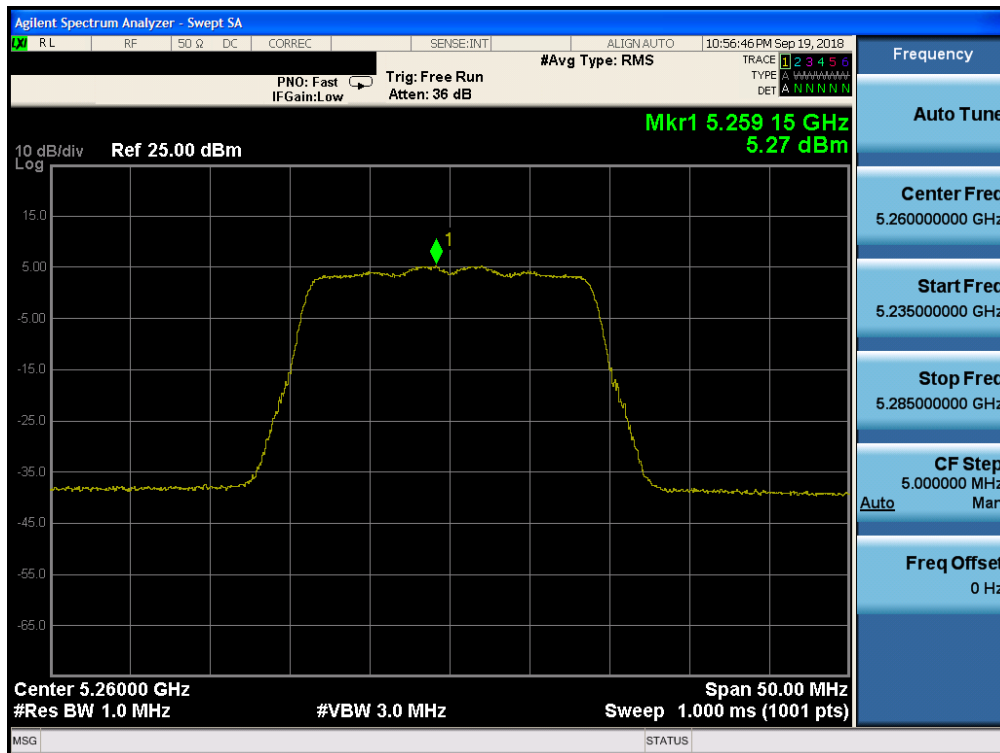 Agilent Spectrum Analyzer - Swept SA
LXI RL RF 50 Ω DC CORREC SENSE:INT ALIGN AUTO 10:56:46 PM Sep 19, 2018
PNO: Fast
IFGain:Low
Trig: Free Run
Atten: 36 dB
#Avg Type: RMS
TRACE 1 2 3 4 5 6
TYPE A WWWWW
DET A N N N N N
Mkr1 5.259 15 GHz
5.27 dBm
10 dB/div
Log
Ref 25.00 dBm
1
15.0
5.00
-5.00
-15.0
-25.0
-35.0
-45.0
-55.0
-65.0
Center 5.26000 GHz
Span 50.00 MHz
#Res BW 1.0 MHz
#VBW 3.0 MHz
Sweep 1.000 ms (1001 pts)
MSG
STATUS
Frequency
Auto Tune
Center Freq
5.260000000 GHz
Start Freq
5.235000000 GHz
Stop Freq
5.285000000 GHz
CF Step
5.000000 MHz
Auto Man
Freq Offset
0 Hz